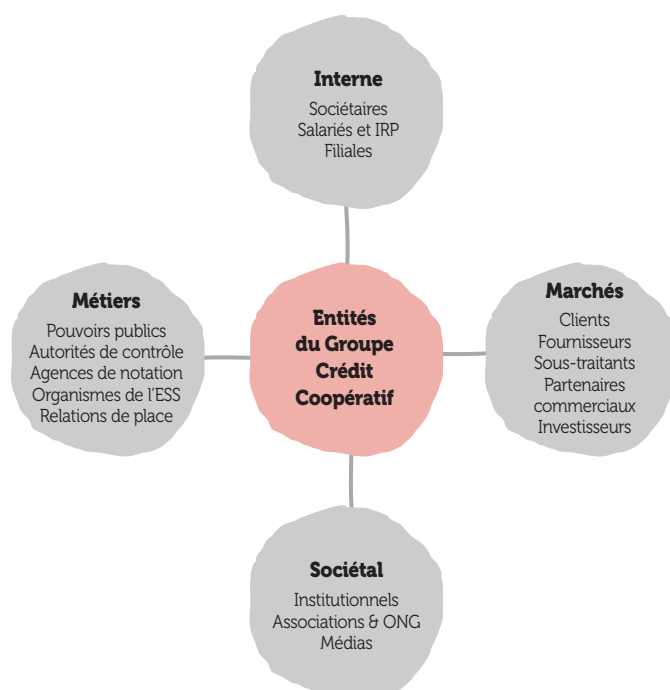 Interne
Sociétaires
Salariés et IRP
Filiales
Métiers
Pouvoirs publics
Autorités de contrôle
Agences de notation
Organismes de l’ESS
Relations de place
Entités
du Groupe
Crédit
Coopératif
Marchés
Clients
Fournisseurs
Sous-traitants
Partenaires
commerciaux
Investisseurs
Sociétal
Institutionnels
Associations & ONG
Médias